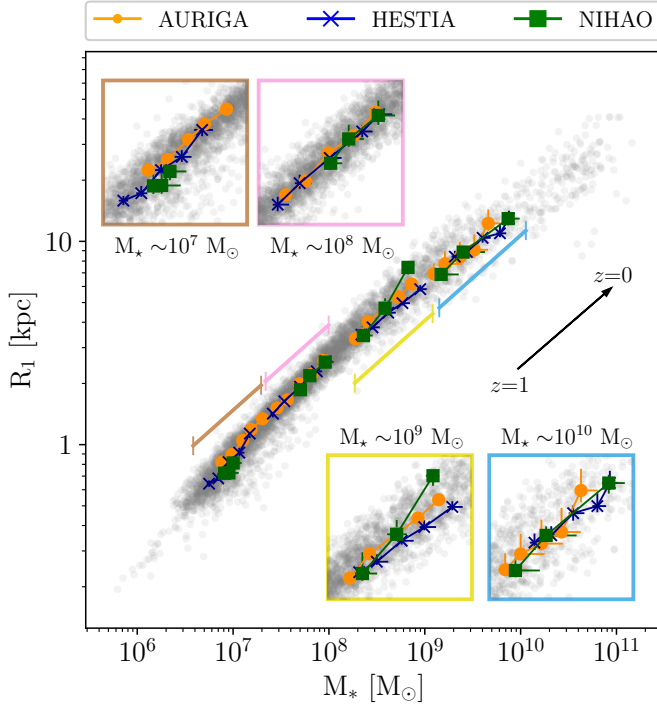 AURIGA HESTIA NIHAO
M⋆ ∼10⁷ M⊙ M⋆ ∼10⁸ M⊙
10
z=0
R₁ [kpc]
z=1
1
M⋆ ∼10⁹ M⊙ M⋆ ∼10¹⁰ M⊙
10⁶ 10⁷ 10⁸ 10⁹ 10¹⁰ 10¹¹
M* [M⊙]